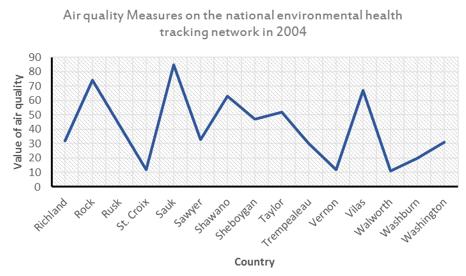 Air quality Measures on the national environmental health
tracking network in 2004
Value of air quality
90
80
70
60
50
40
30
20
10
0
Richland
Rock
Rusk
St. Croix
Sauk
Sawyer
Shawano
Sheboygan
Taylor
Trempealeau
Vernon
Vilas
Walworth
Washburn
Washington
Country